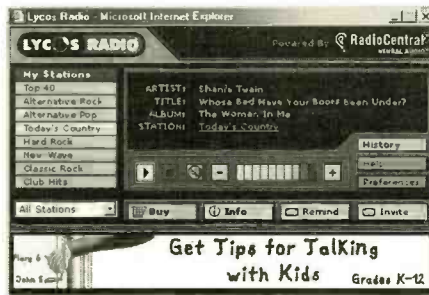 Lycos Radio - Microsoft Internet Explorer
LYCOS RADIO
Powered By RadioCentral
My Stations
Top 40
Alternative Rock
Alternative Pop
Today's Country
Hard Rock
New Wave
Classic Rock
Club Hits
All Stations
ARTIST: Shania Twain
TITLE: Whose Bed Have Your Boots Been Under?
ALBUM: The Woman In Me
STATION: Today's Country
History
Help
Preferences
Buy
Info
Remind
Invite
Get Tips for Talking
with Kids
Grades K-12